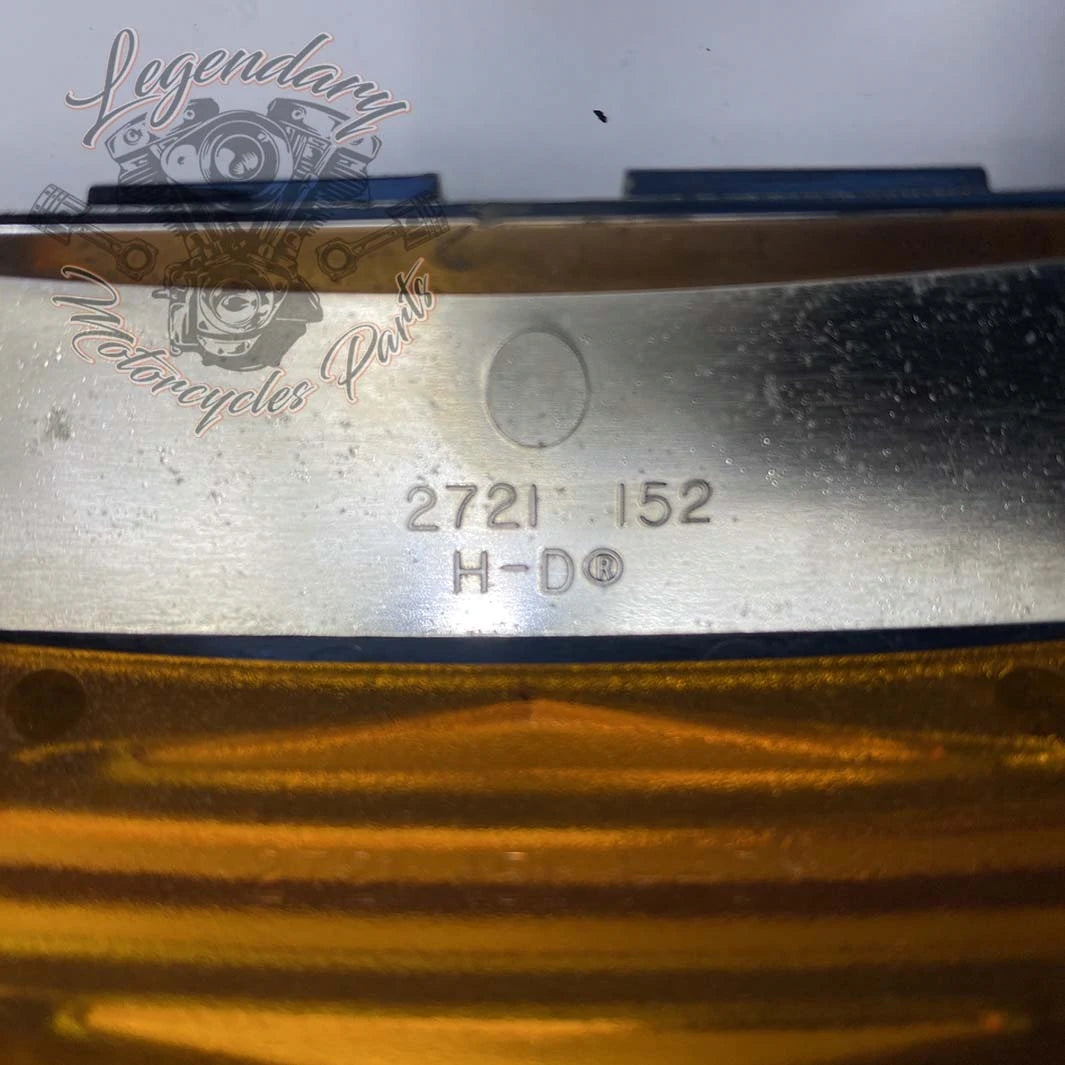 Legendary
Motorcycles Parts
2721 152
H-D®